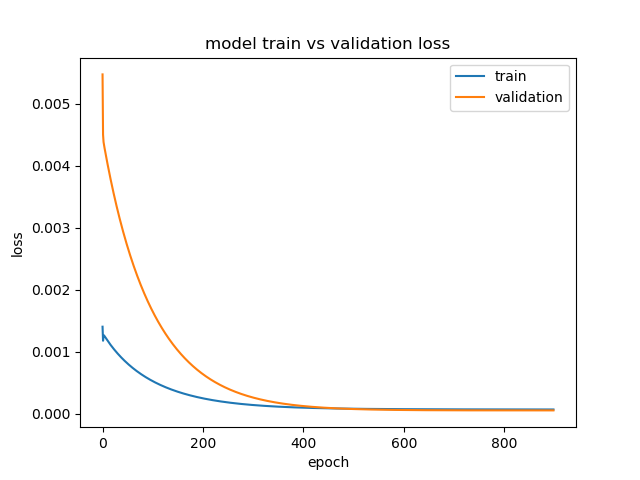 model train vs validation loss
train
validation
0.005
0.004
0.003
0.002
0.001
0.000
loss
0 200 400 600 800
epoch